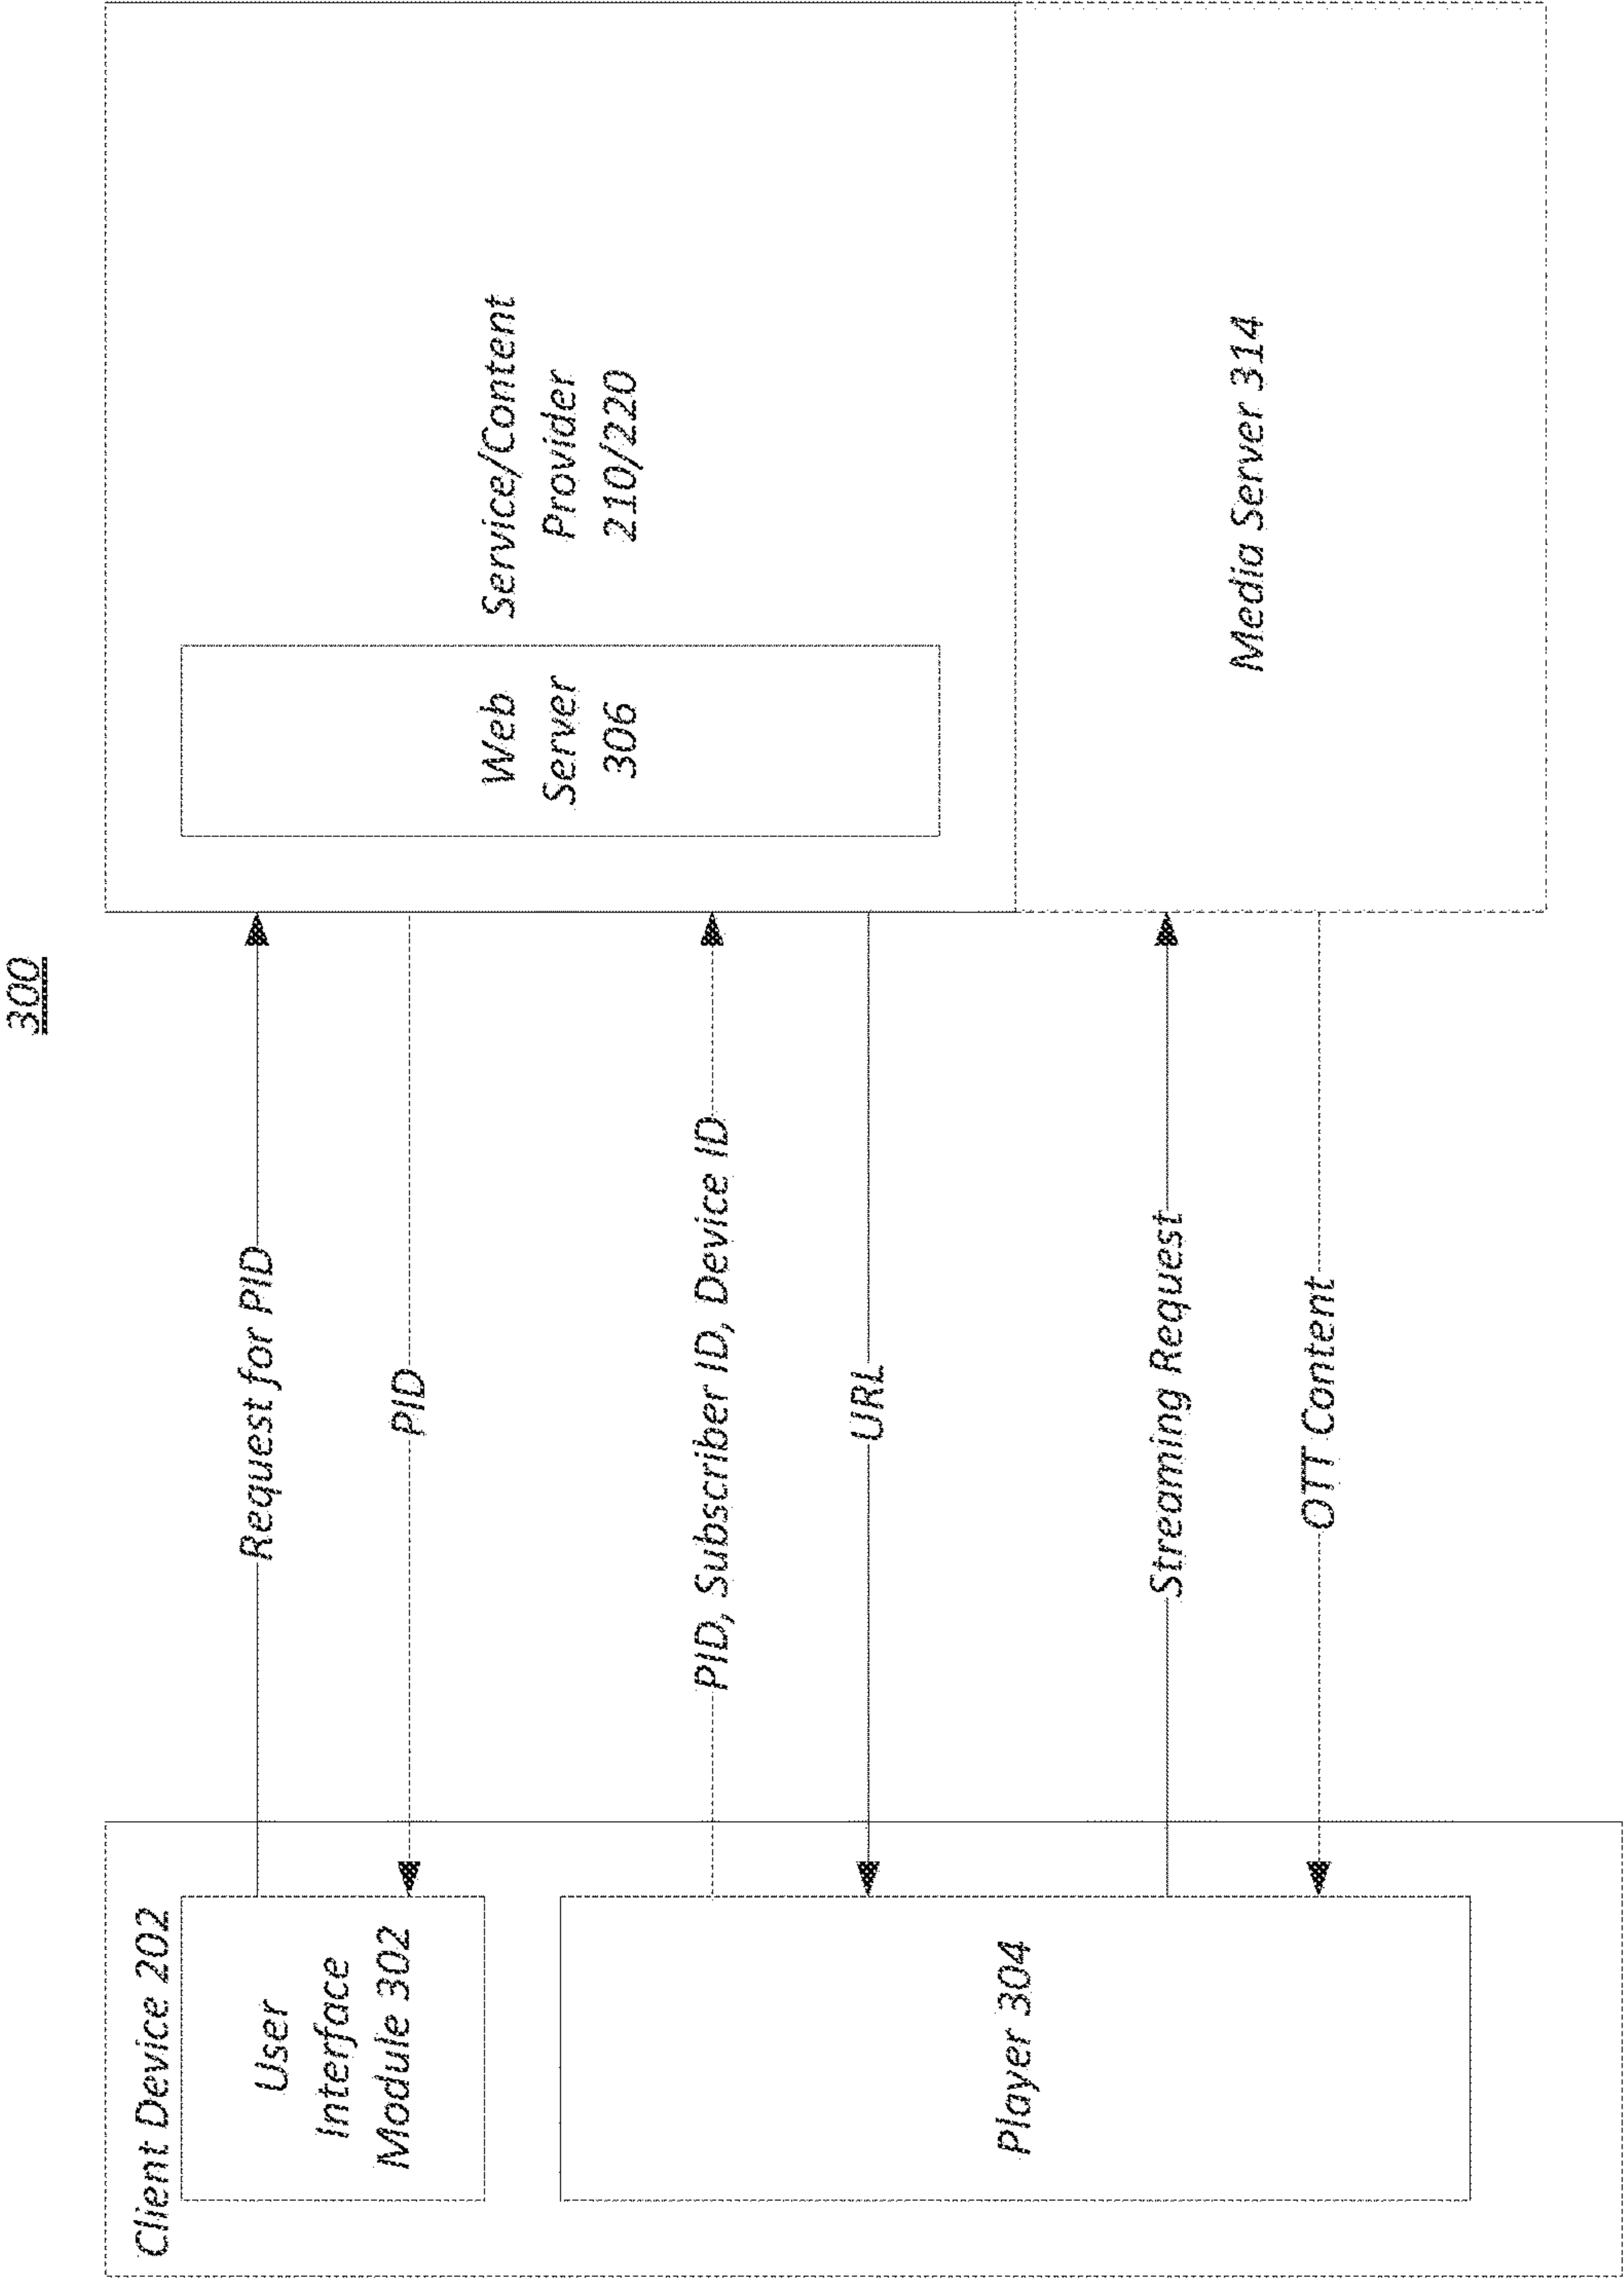 300
Client Device 202
User
Interface
Module 302
Player 304
Request for PID
PID
PID, Subscriber ID, Device ID
URL
Streaming Request
OTT Content
Web
Server
306
Service/Content
Provider
210/220
Media Server 314